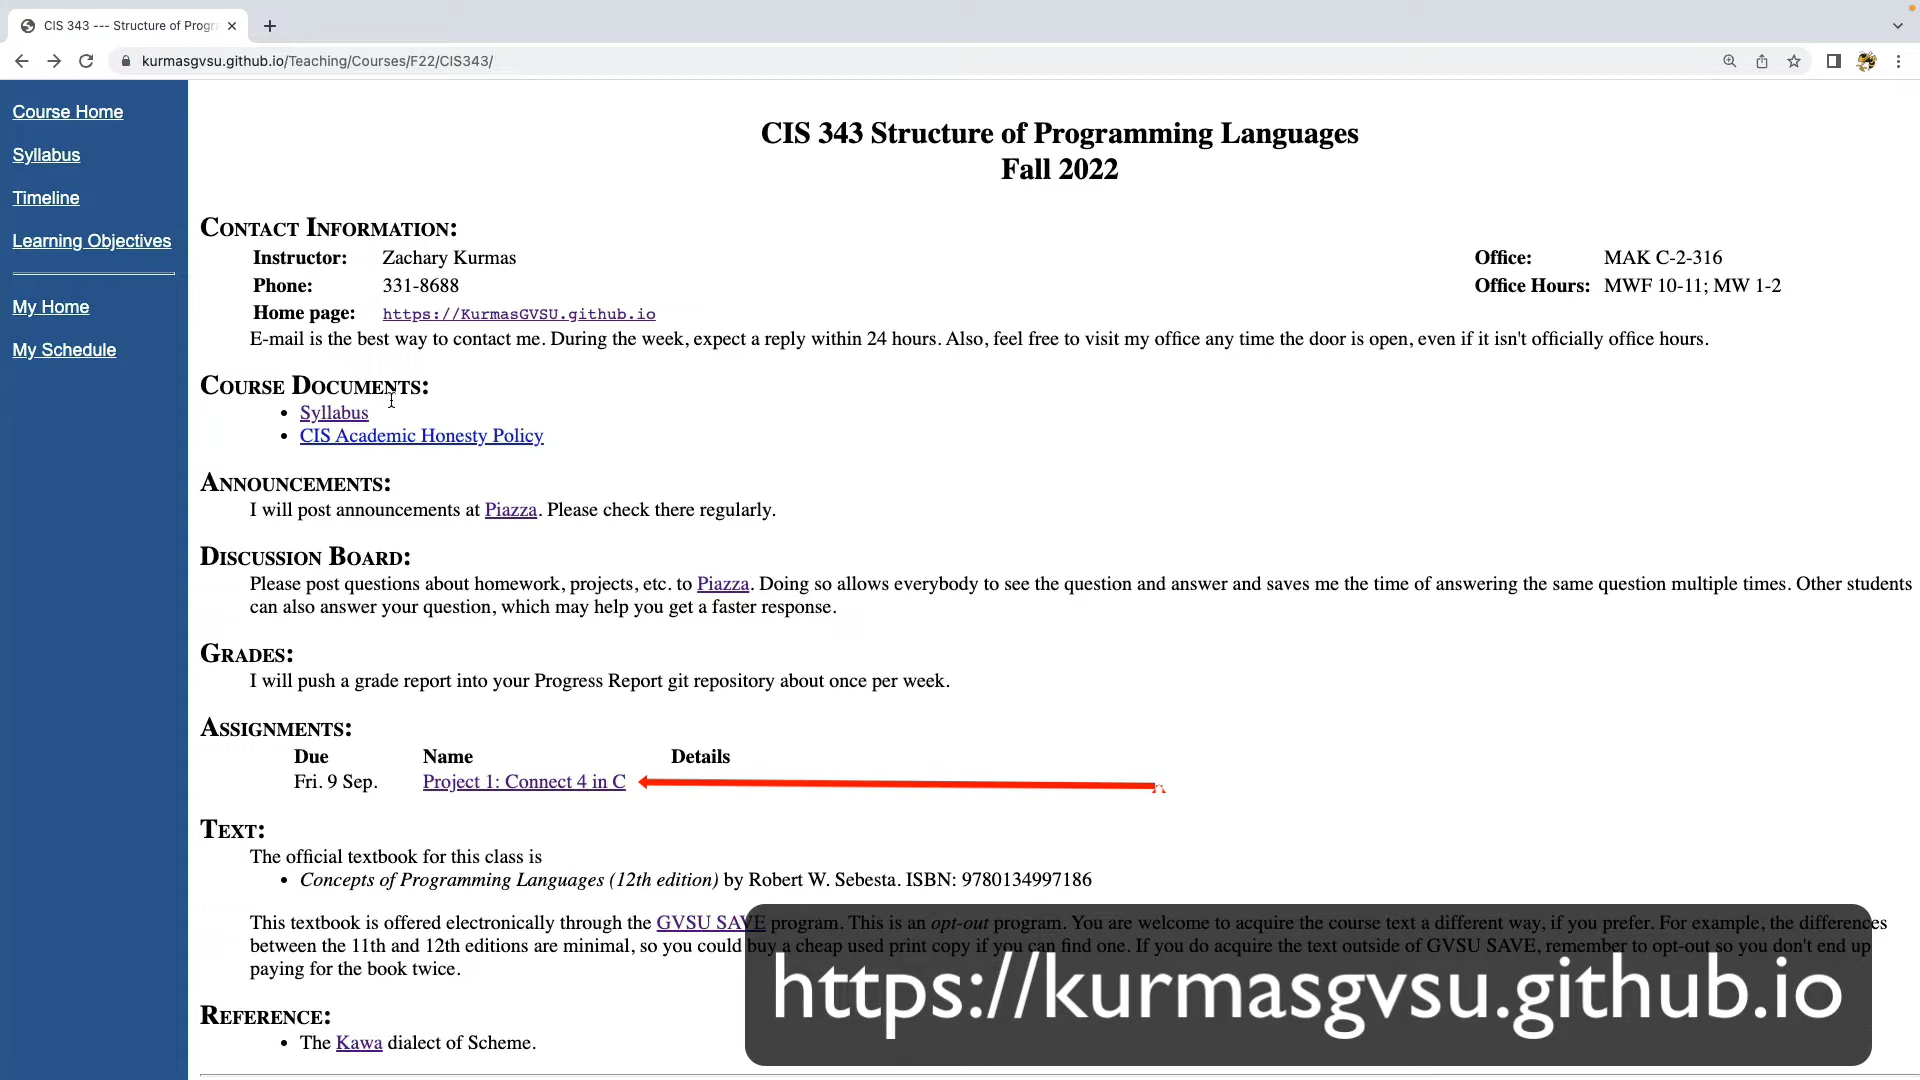 CIS 343 --- Structure of Progr
kurmasgvsu.github.io/Teaching/Courses/F22/CIS343/
Course Home
Syllabus
Timeline
Learning Objectives
My Home
My Schedule
CIS 343 Structure of Programming Languages
Fall 2022
Contact Information:
Instructor: Zachary Kurmas Office: MAK C-2-316
Phone: 331-8688 Office Hours: MWF 10-11; MW 1-2
Home page: https://KurmasGVSU.github.io
E-mail is the best way to contact me. During the week, expect a reply within 24 hours. Also, feel free to visit my office any time the door is open, even if it isn't officially office hours.
Course Documents:
• Syllabus
• CIS Academic Honesty Policy
Announcements:
I will post announcements at Piazza. Please check there regularly.
Discussion Board:
Please post questions about homework, projects, etc. to Piazza. Doing so allows everybody to see the question and answer and saves me the time of answering the same question multiple times. Other students
can also answer your question, which may help you get a faster response.
Grades:
I will push a grade report into your Progress Report git repository about once per week.
Assignments:
Due Name Details
Fri. 9 Sep. Project 1: Connect 4 in C
Text:
The official textbook for this class is
• Concepts of Programming Languages (12th edition) by Robert W. Sebesta. ISBN: 9780134997186
This textbook is offered electronically through the GVSU SAVE program. This is an opt-out program. You are welcome to acquire the course text a different way, if you prefer. For example, the differences
between the 11th and 12th editions are minimal, so you could buy a cheap used print copy if you can find one. If you do acquire the text outside of GVSU SAVE, remember to opt-out so you don't end up
paying for the book twice.
https://kurmasgvsu.github.io
Reference:
• The Kawa dialect of Scheme.